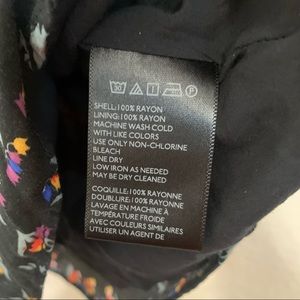 30 P
SHELL:100% RAYON
LINING:100% RAYON
MACHINE WASH COLD
WITH LIKE COLORS
USE ONLY NON-CHLORINE
BLEACH
LINE DRY
LOW IRON AS NEEDED
MAY BE DRY CLEANED
COQUILLE:100% RAYONNE
DOUBLURE:100% RAYONNE
LAVAGE EN MACHINE À
TEMPÉRATURE FROIDE
AVEC COULEURS SIMILAIRES
UTILISER UN AGENT DE